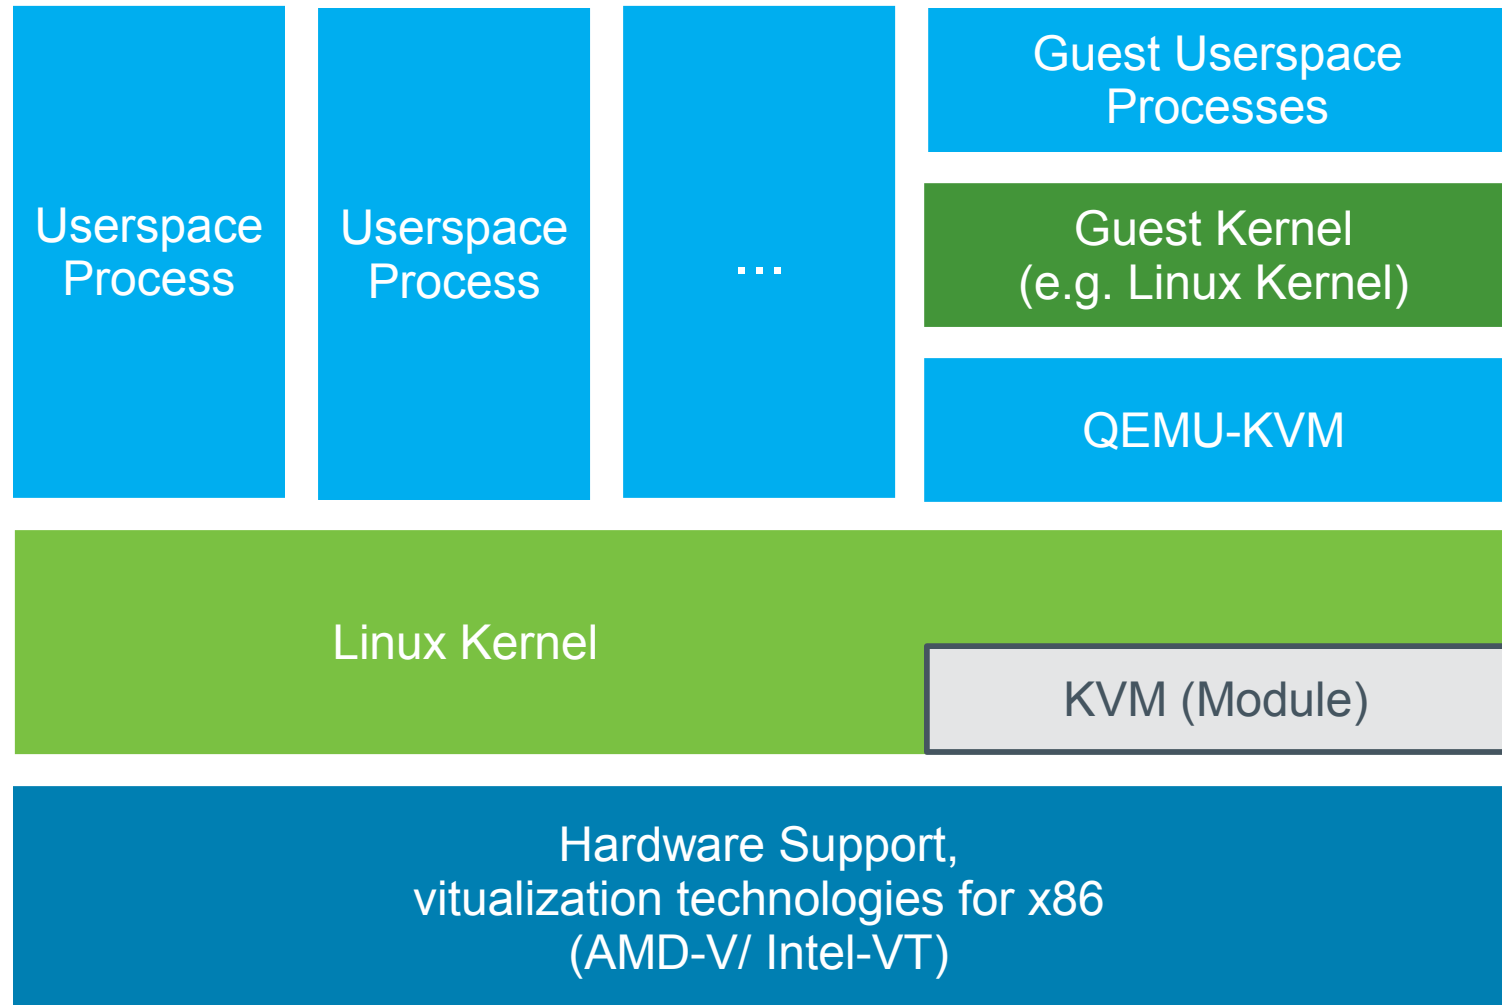 Userspace
Process
Userspace
Process
...
Guest Userspace
Processes
Guest Kernel
(e.g. Linux Kernel)
QEMU-KVM
Linux Kernel
KVM (Module)
Hardware Support,
vitualization technologies for x86
(AMD-V/ Intel-VT)